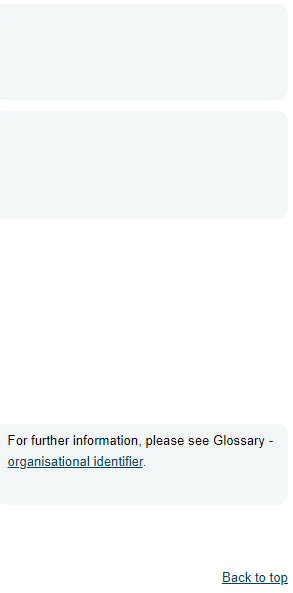 For further information, please see Glossary -
organisational identifier.
Back to top